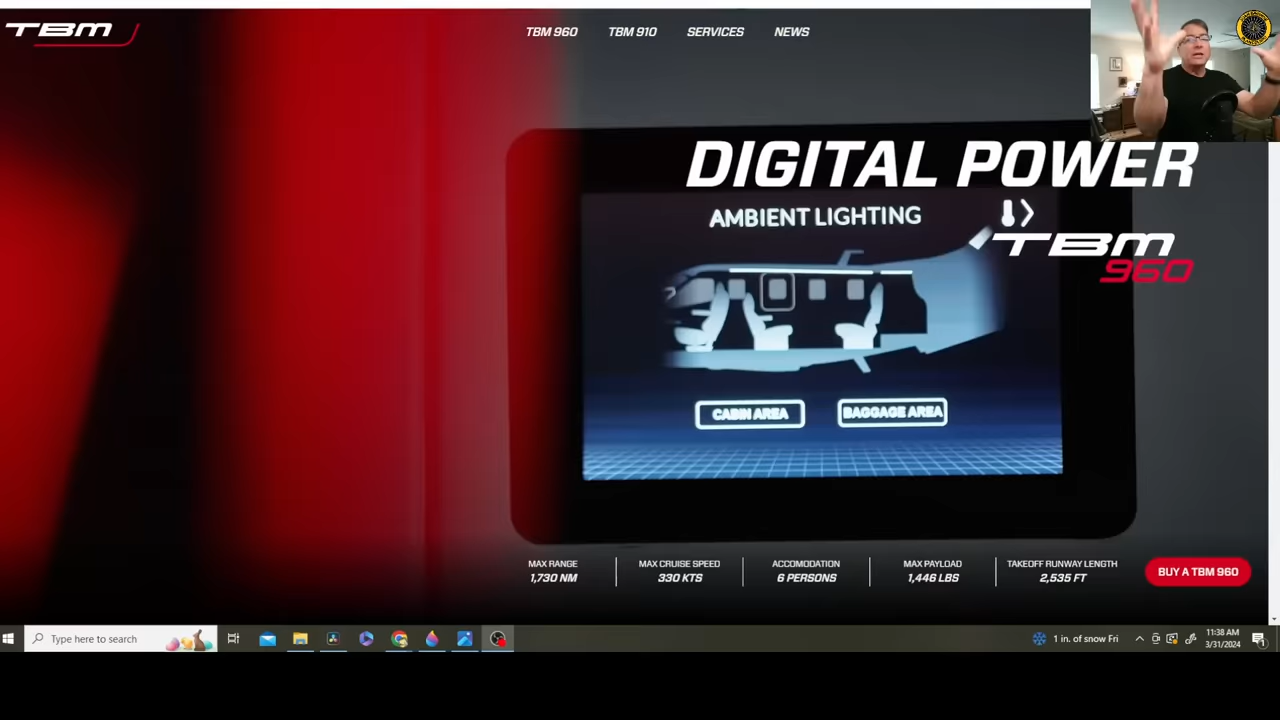 TBM
TBM 960
TBM 910
SERVICES
NEWS
DIGITAL POWER
AMBIENT LIGHTING
TBM
960
CABIN AREA
BAGGAGE AREA
MAX RANGE
1,730 NM
MAX CRUISE SPEED
330 KTS
ACCOMODATION
6 PERSONS
MAX PAYLOAD
1,446 LBS
TAKEOFF RUNWAY LENGTH
2,535 FT
BUY A TBM 960
Type here to search
1 in. of snow Fri
11:38 AM
3/31/2024